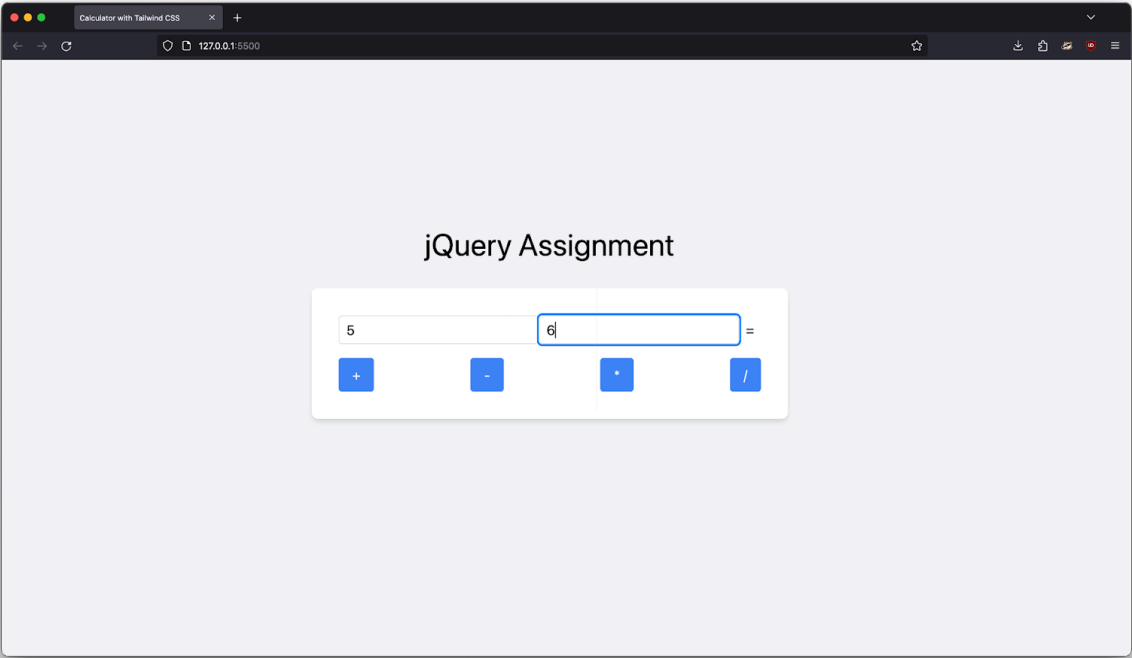 Calculator with Tailwind CSS
127.0.0.1:5500
jQuery Assignment
5 6 =
+ - * /